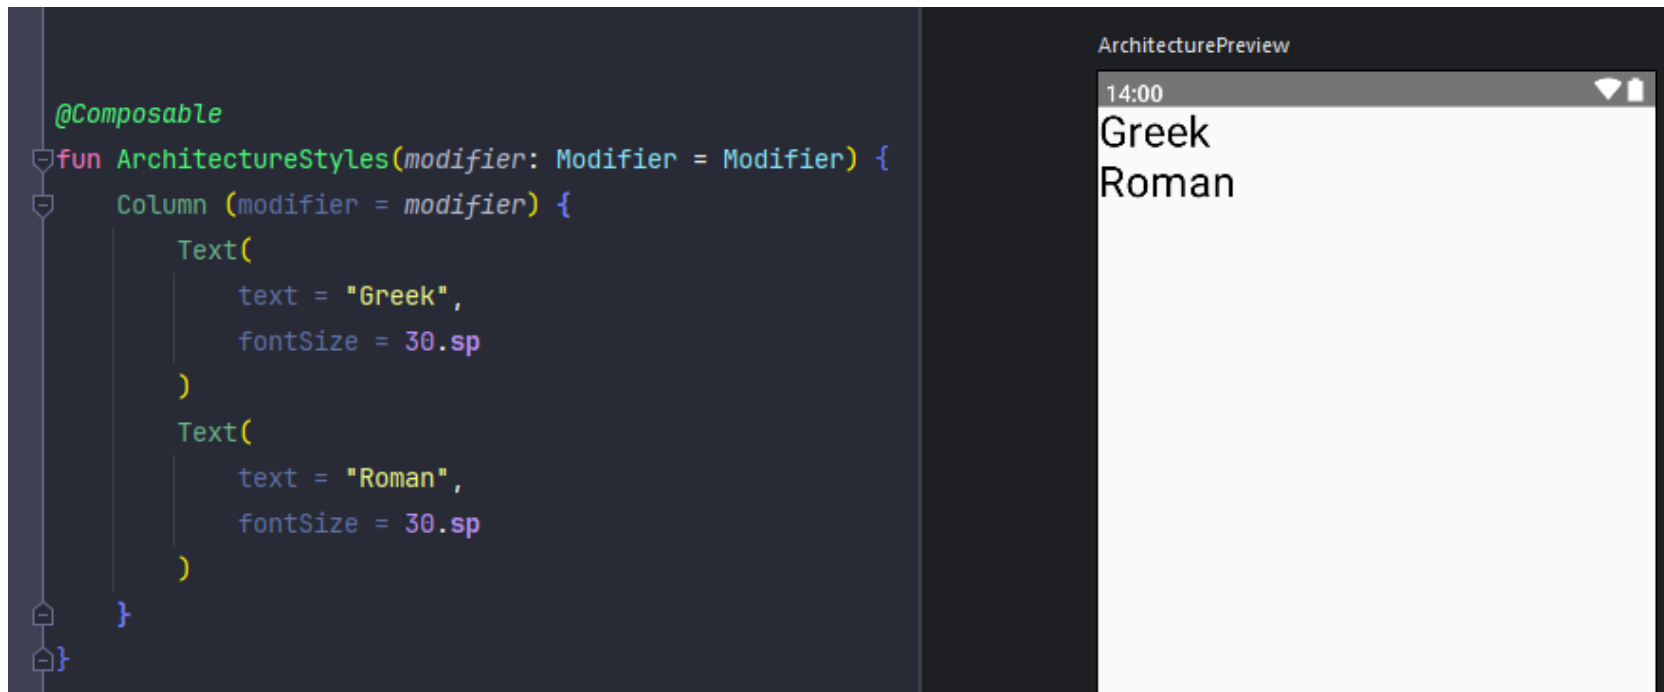 @Composable
fun ArchitectureStyles(modifier: Modifier = Modifier) {
    Column (modifier = modifier) {
        Text(
            text = "Greek",
            fontSize = 30.sp
        )
        Text(
            text = "Roman",
            fontSize = 30.sp
        )
    }
}
ArchitecturePreview
14:00
Greek
Roman